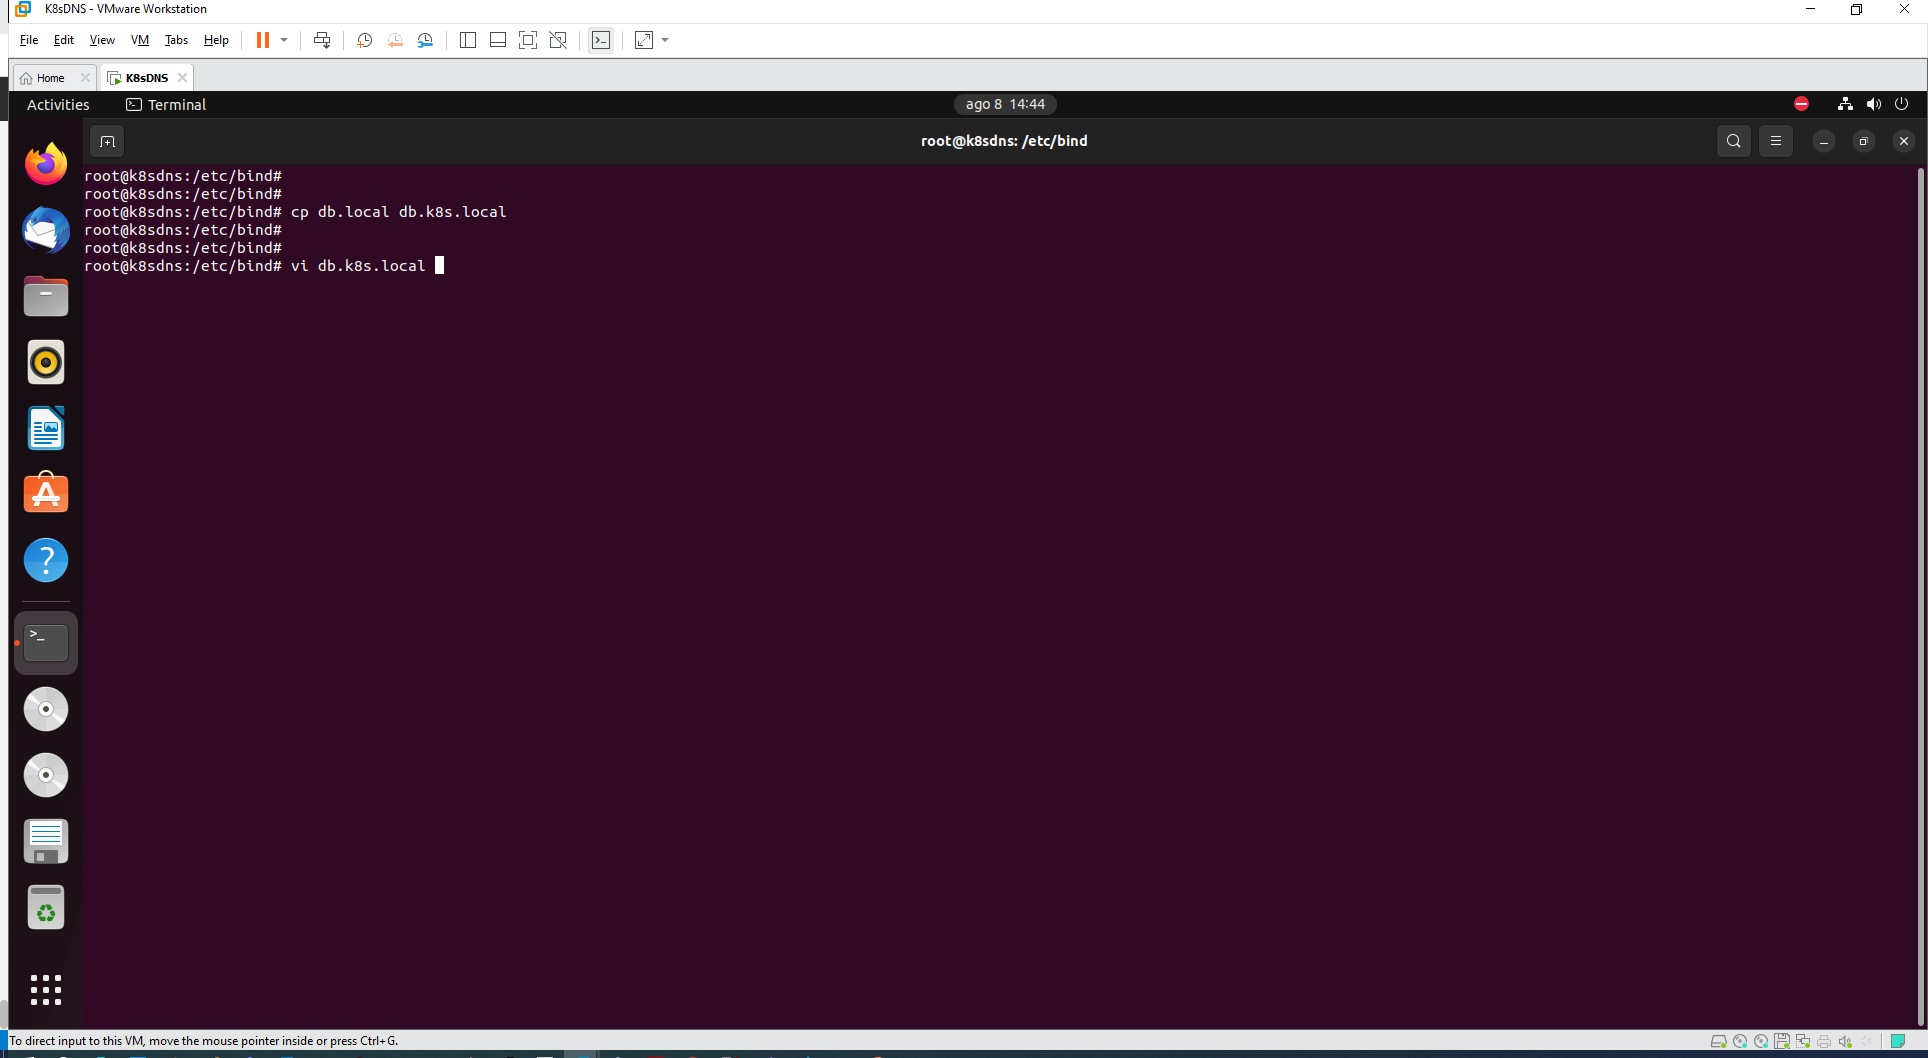 K8sDNS - VMware Workstation
File Edit View VM Tabs Help
Home K8sDNS
Activities Terminal ago 8 14:44
root@k8sdns: /etc/bind
root@k8sdns:/etc/bind#
root@k8sdns:/etc/bind#
root@k8sdns:/etc/bind# cp db.local db.k8s.local
root@k8sdns:/etc/bind#
root@k8sdns:/etc/bind#
root@k8sdns:/etc/bind# vi db.k8s.local
To direct input to this VM, move the mouse pointer inside or press Ctrl+G.